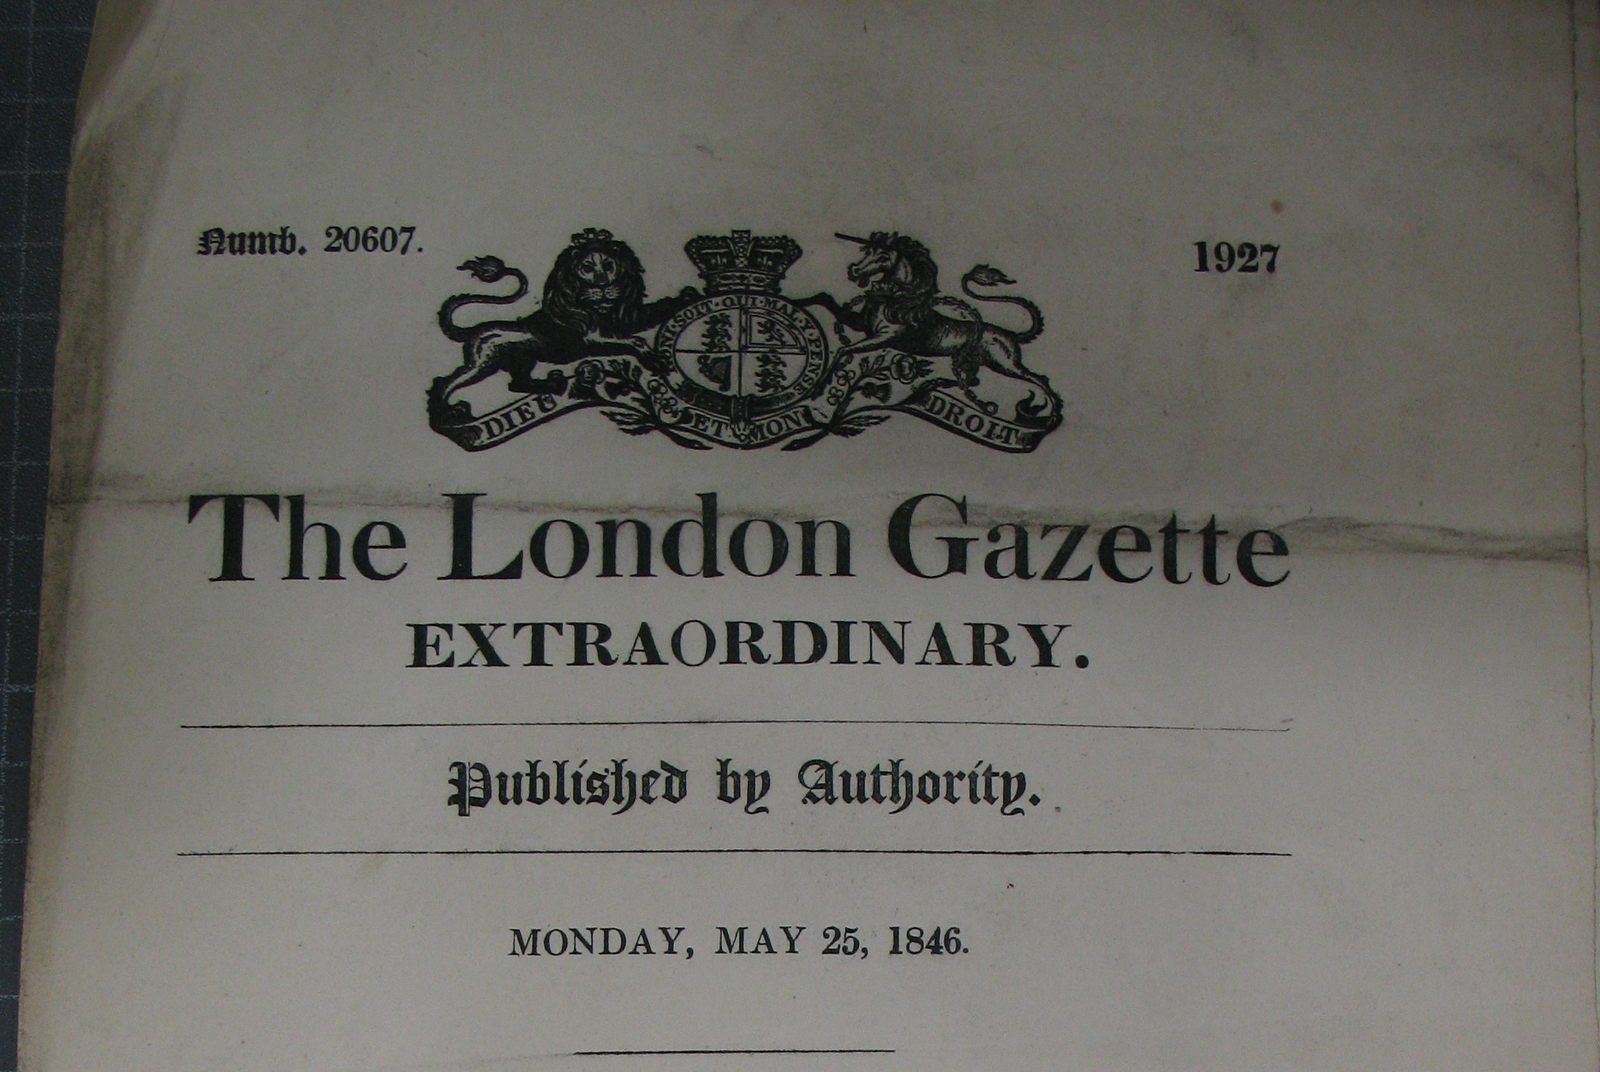 Numb. 20607.
1927
NI·SOIT·QUI·MAL·Y·PENSE
DIEU ET MON DROIT
The London Gazette
EXTRAORDINARY.
Published by Authority.
MONDAY, MAY 25, 1846.